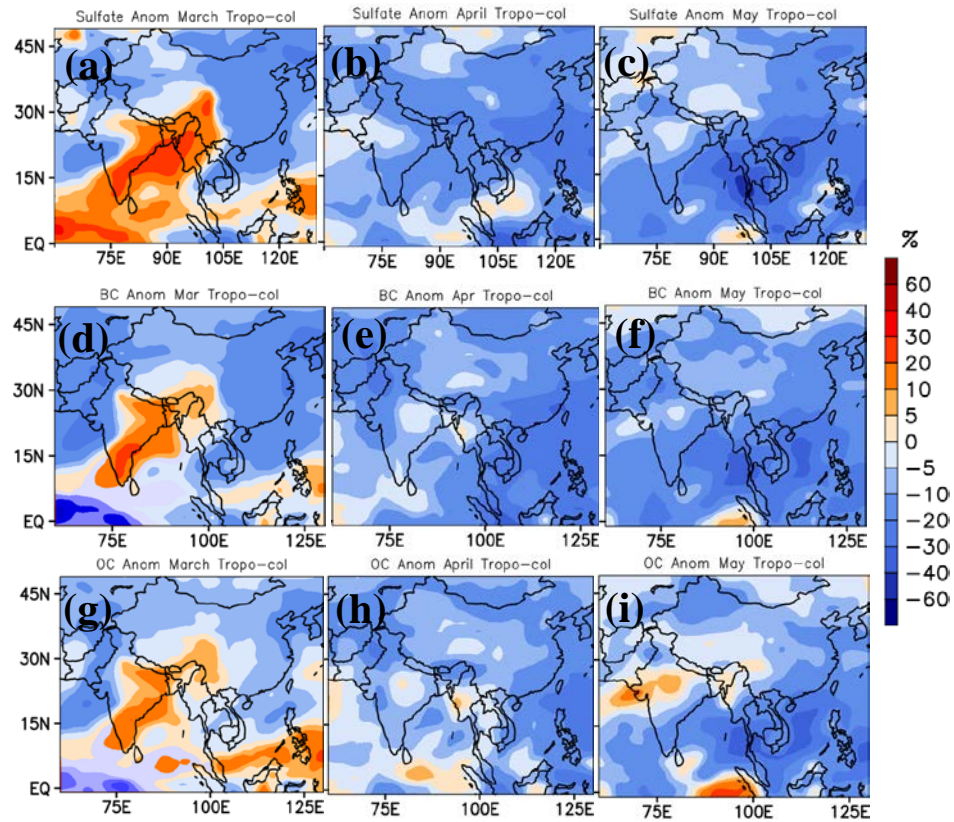 Sulfate Anom March Tropo-col
Sulfate Anom April Tropo-col
Sulfate Anom May Tropo-col
45N
30N
15N
EQ
(a)
(b)
(c)
75E 90E 105E 120E
75E 90E 105E 120E
75E 90E 105E 120E
BC Anom Mar Tropo-col
BC Anom Apr Tropo-col
BC Anom May Tropo-col
45N
30N
15N
EQ
(d)
(e)
(f)
75E 100E 125E
75E 100E 125E
75E 100E 125E
OC Anom March Tropo-col
OC Anom April Tropo-col
OC Anom May Tropo-col
45N
30N
15N
EQ
(g)
(h)
(i)
75E 100E 125E
75E 100E 125E
75E 100E 125E
%
60
40
30
20
10
5
0
−5
−10
−20
−30
−40
−60